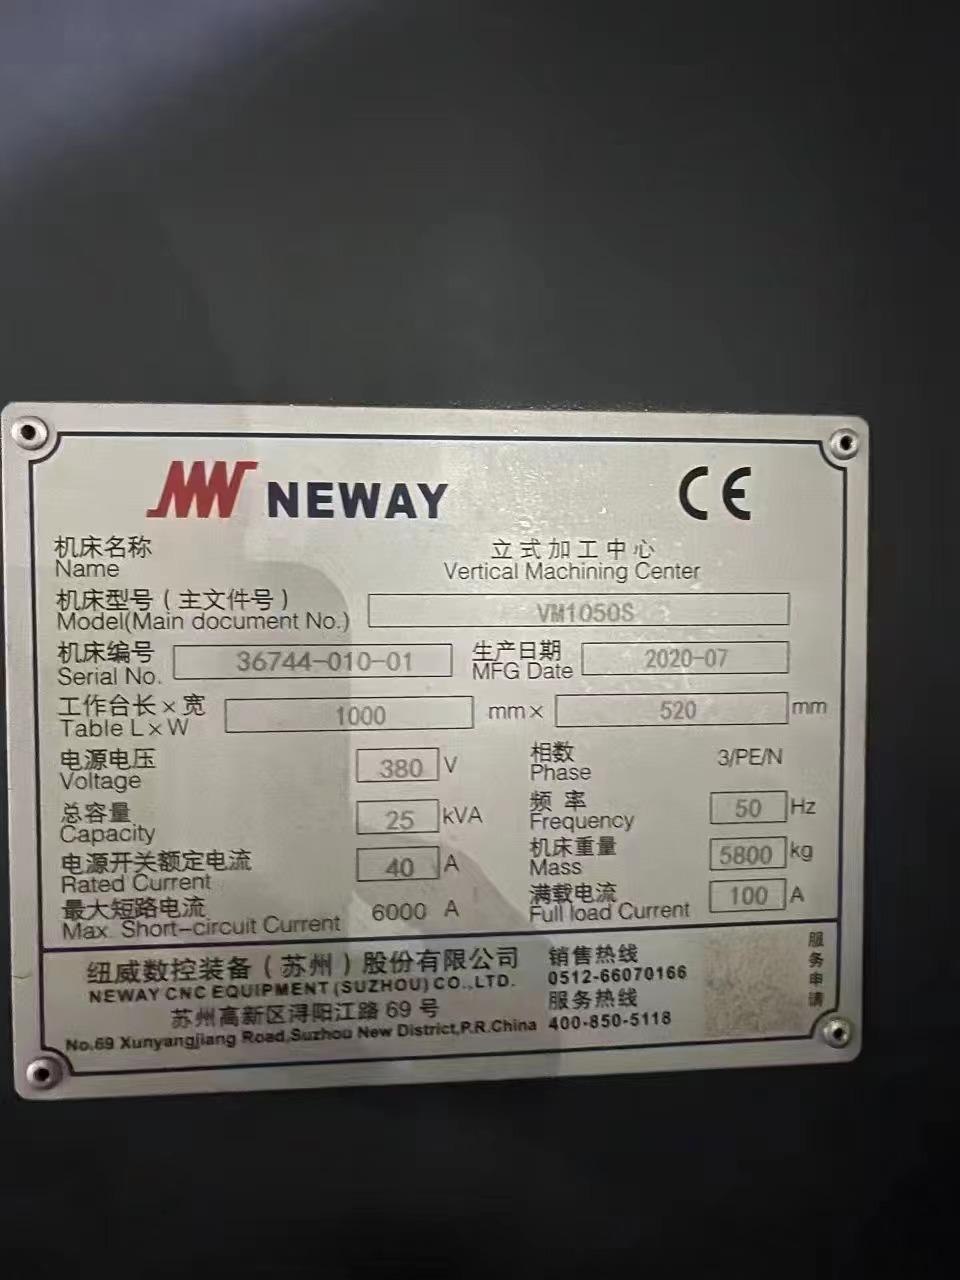 NEWAY CE
机床名称 立式加工中心
Name Vertical Machining Center
机床型号(主文件号) VM1050S
Model(Main document No.)
机床编号 36744-010-01 生产日期 2020-07
Serial No. MFG Date
工作台长×宽 1000 mm× 520 mm
Table L×W
电源电压 380 V 相数 3/PE/N
Voltage Phase
总容量 25 kVA 频率 50 Hz
Capacity Frequency
电源开关额定电流 40 A 机床重量 5800 kg
Rated Current Mass
最大短路电流 6000 A 满载电流 100 A
Max. Short-circuit Current Full load Current
纽威数控装备(苏州)股份有限公司 销售热线
NEWAY CNC EQUIPMENT(SUZHOU)CO.,LTD. 0512-66070166
苏州高新区浔阳江路 69 号 服务热线
No.69 Xunyangjiang Road,Suzhou New District,P.R.China 400-850-5118
服务申请